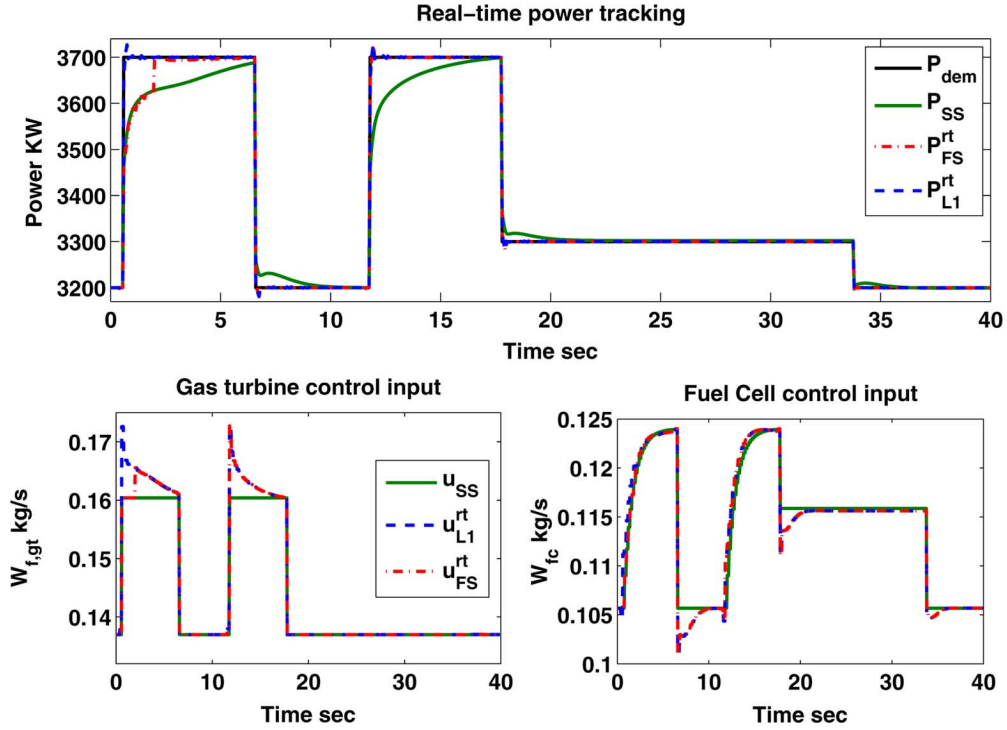 Real-time power tracking
Power KW
3700
3600
3500
3400
3300
3200
0 5 10 15 20 25 30 35 40
Time sec
P_dem
P_SS
P_FS^rt
P_L1^rt
Gas turbine control input
W_f,gt kg/s
0.17
0.16
0.15
0.14
0 10 20 30 40
Time sec
u_SS
u_L1^rt
u_FS^rt
Fuel Cell control input
W_fc kg/s
0.125
0.12
0.115
0.11
0.105
0.1
0 10 20 30 40
Time sec